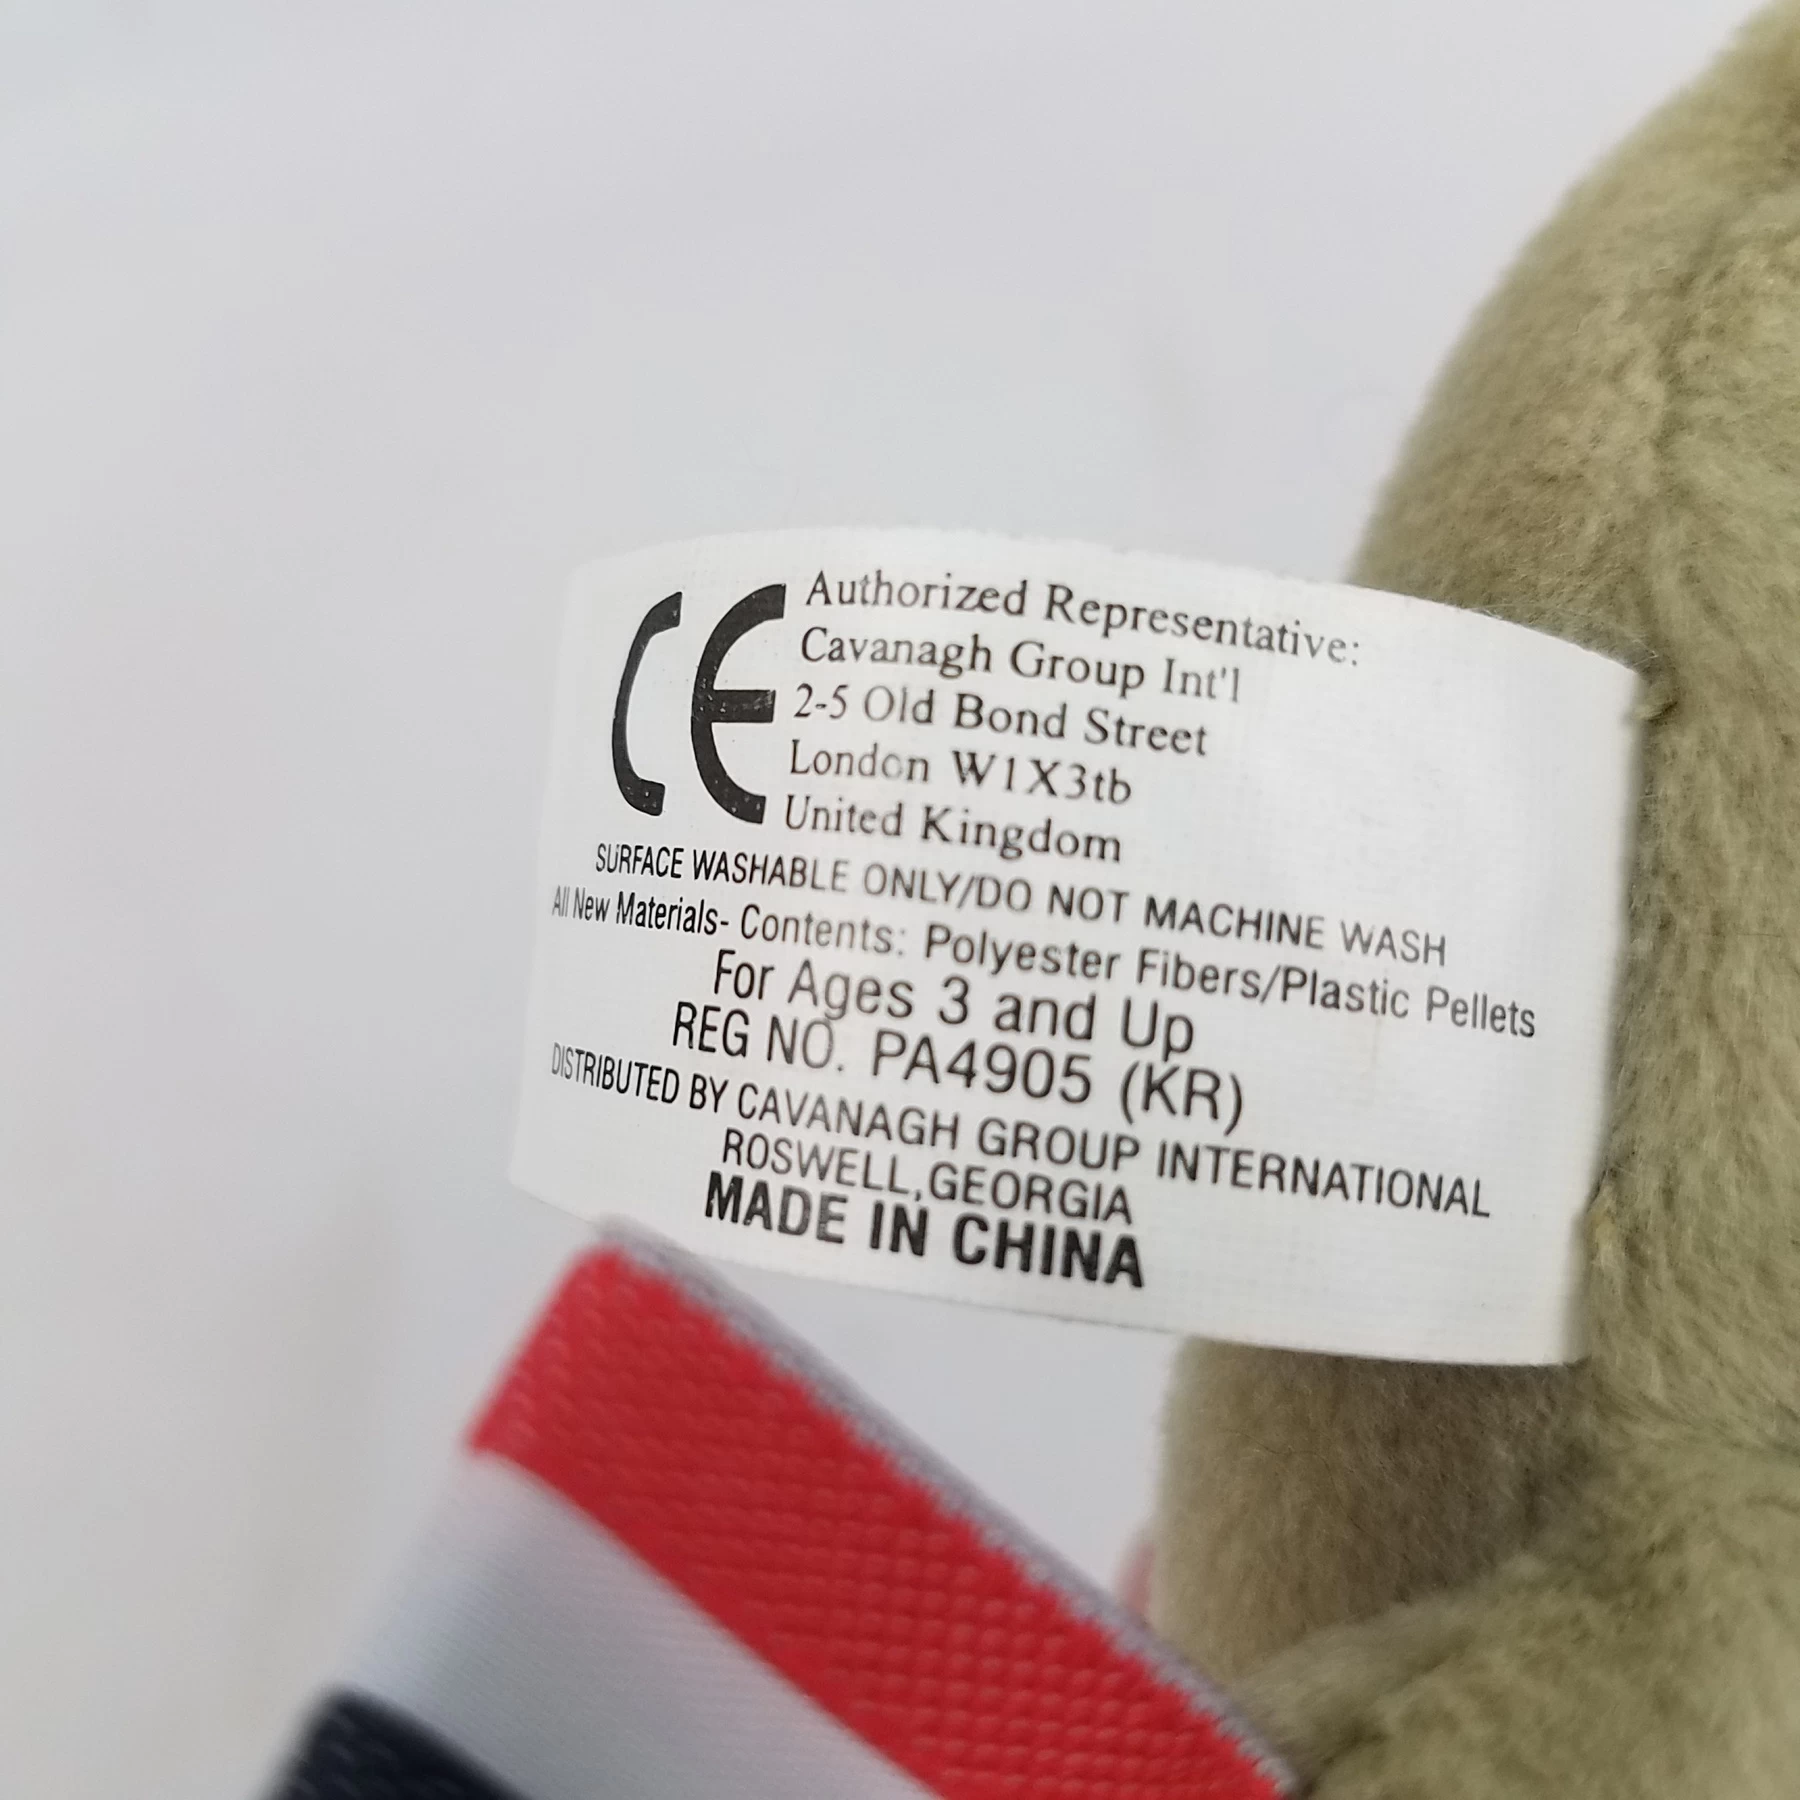 CE
Authorized Representative:
Cavanagh Group Int'l
2-5 Old Bond Street
London W1X3tb
United Kingdom
SURFACE WASHABLE ONLY/DO NOT MACHINE WASH
All New Materials- Contents: Polyester Fibers/Plastic Pellets
For Ages 3 and Up
REG NO. PA4905 (KR)
DISTRIBUTED BY CAVANAGH GROUP INTERNATIONAL
ROSWELL,GEORGIA
MADE IN CHINA